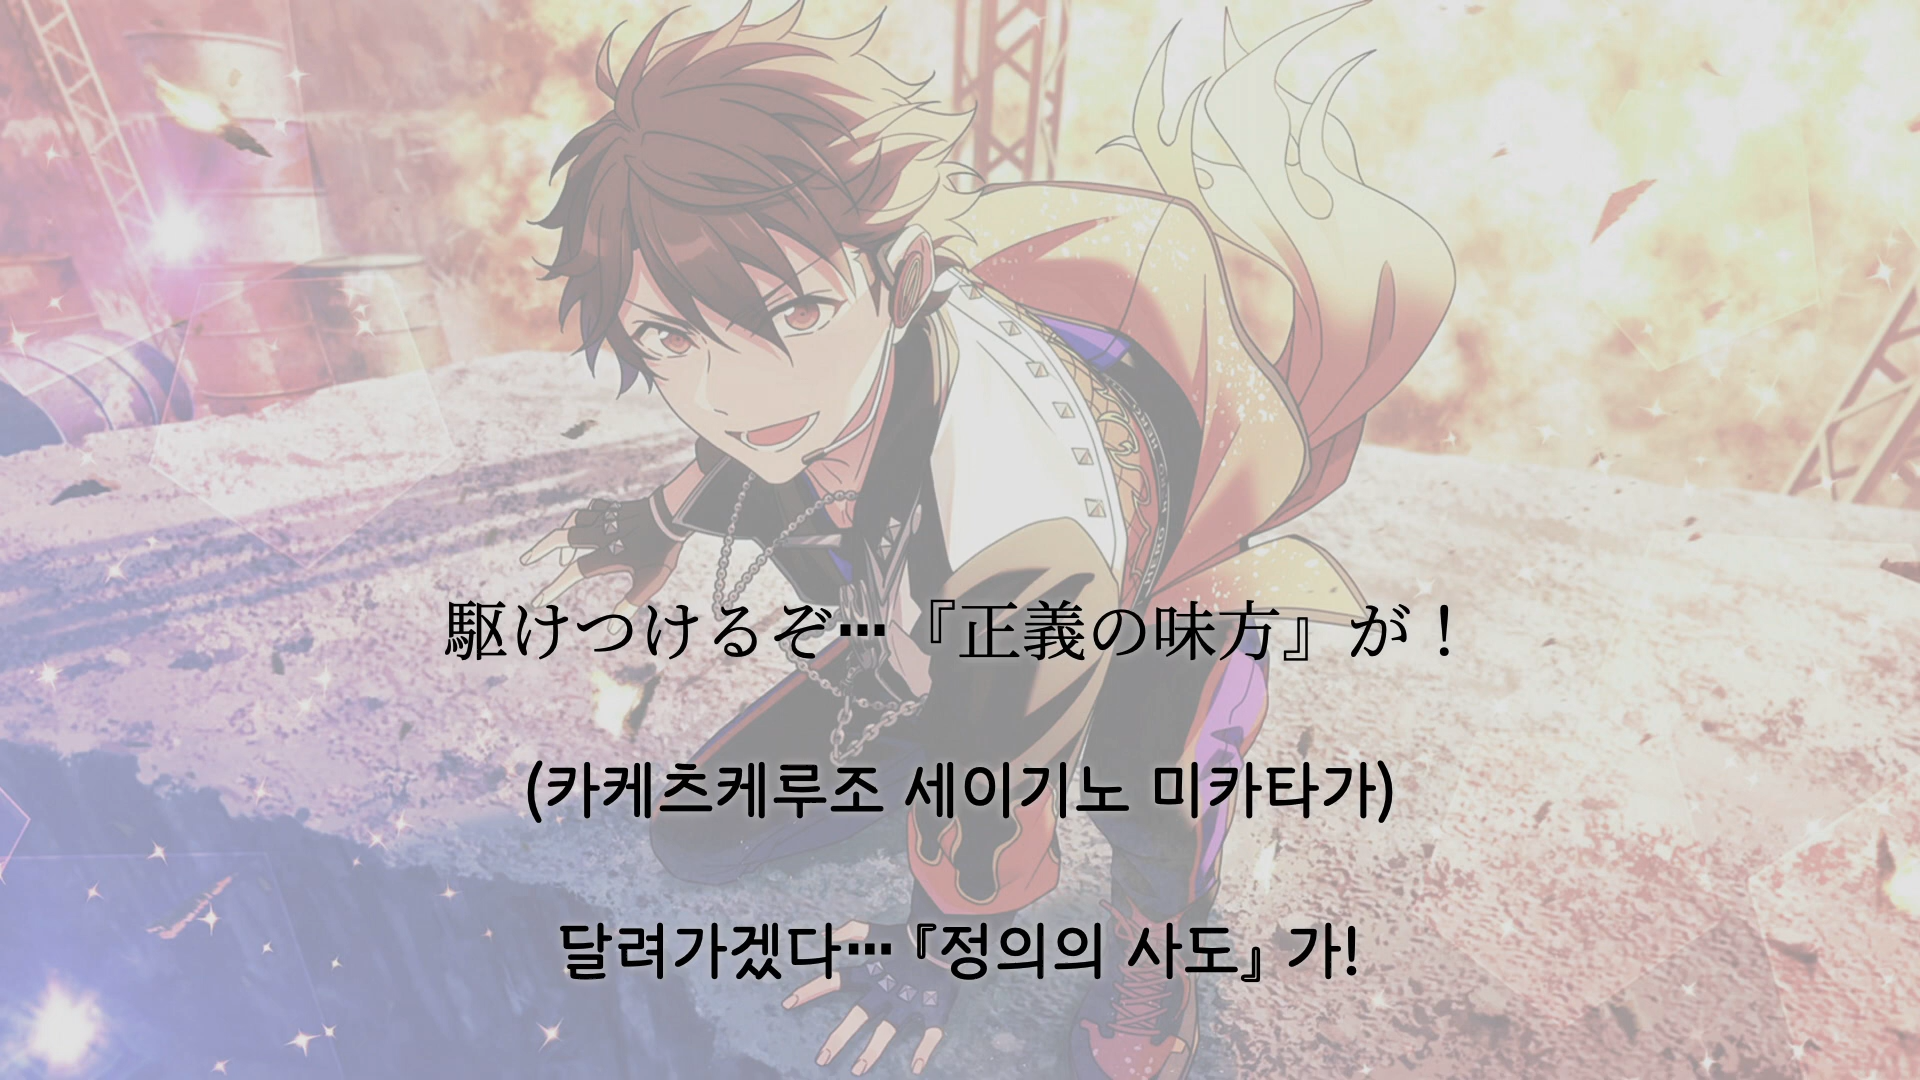 駆けつけるぞ…『正義の味方』が！
(카케츠케루조 세이기노 미카타가)
달려가겠다…『정의의 사도』가!